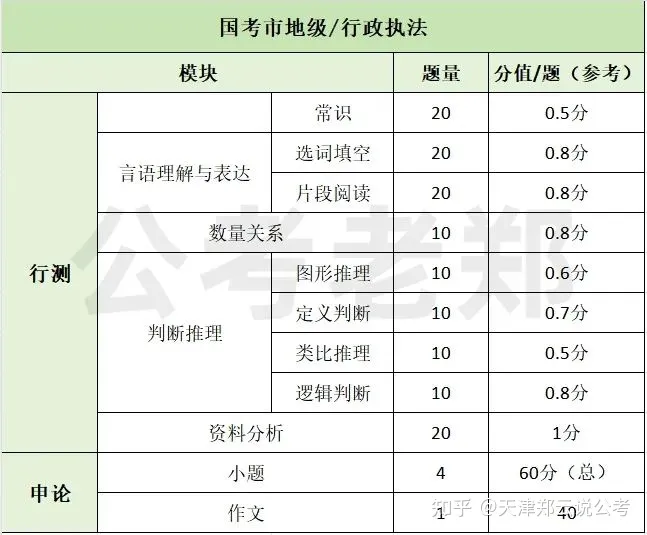 国考市地级/行政执法
模块 题量 分值/题（参考）
行测
常识 20 0.5分
言语理解与表达
选词填空 20 0.8分
片段阅读 20 0.8分
数量关系 10 0.8分
判断推理
图形推理 10 0.6分
定义判断 10 0.7分
类比推理 10 0.5分
逻辑判断 10 0.8分
资料分析 20 1分
申论
小题 4 60分（总）
作文 1 40
公考老郑
知乎 @天津郑云说公考